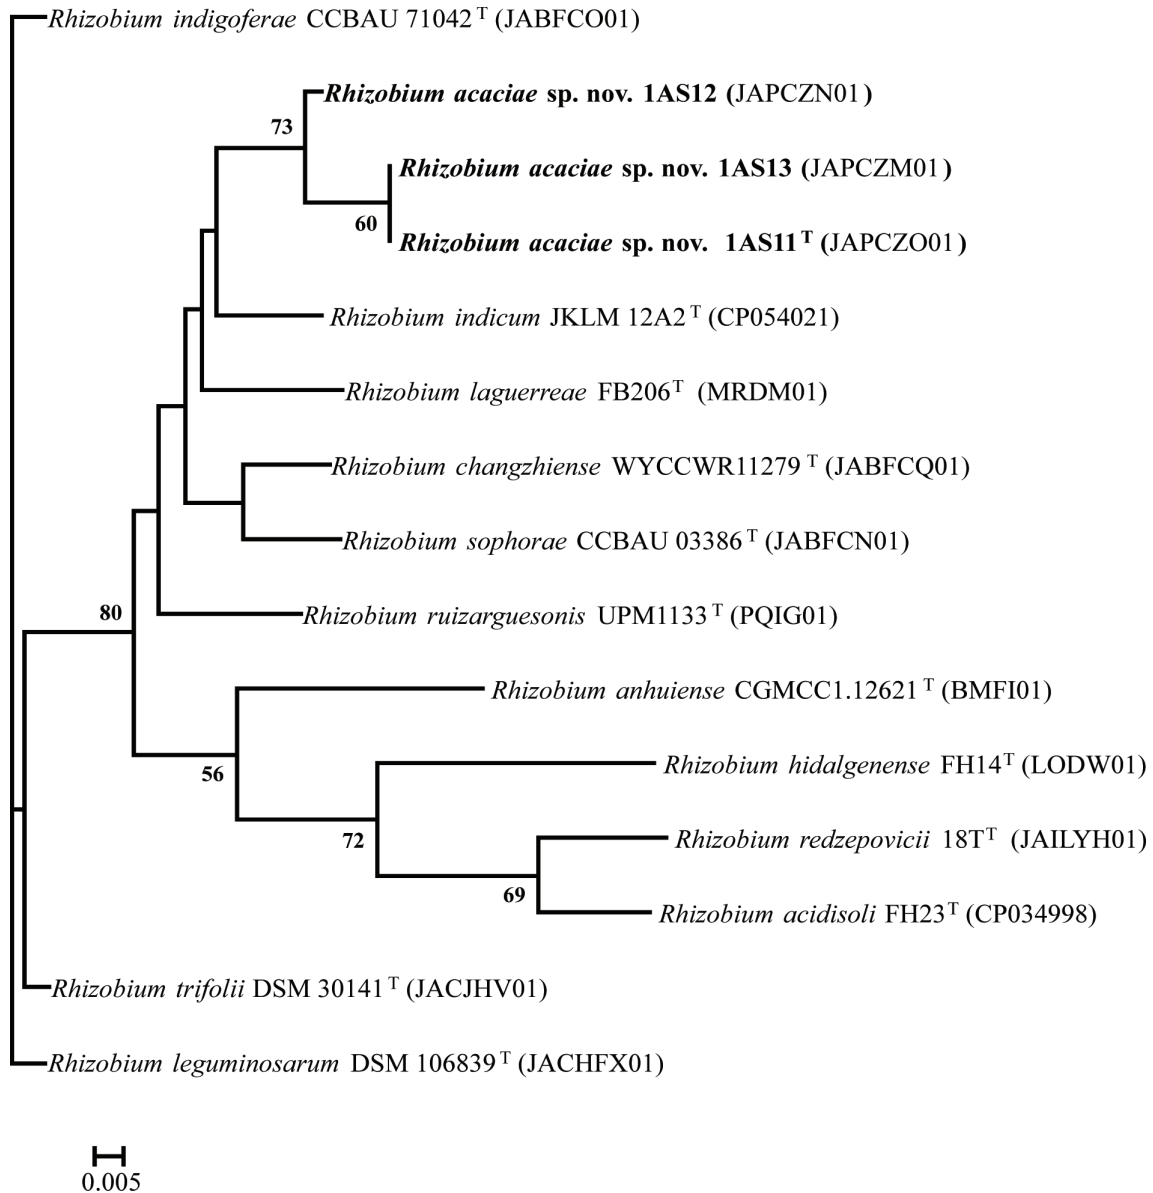 Rhizobium indigoferae CCBAU 71042 T (JABFCO01)
Rhizobium acaciae sp. nov. 1AS12 (JAPCZN01)
73
Rhizobium acaciae sp. nov. 1AS13 (JAPCZM01)
60
Rhizobium acaciae sp. nov. 1AS11 T (JAPCZO01)
Rhizobium indicum JKLM 12A2 T (CP054021)
Rhizobium laguerreae FB206 T (MRDM01)
Rhizobium changzhiense WYCCWR11279 T (JABFCQ01)
Rhizobium sophorae CCBAU 03386 T (JABFCN01)
80
Rhizobium ruizarguesonis UPM1133 T (PQIG01)
Rhizobium anhuiense CGMCC1.12621 T (BMFI01)
56
Rhizobium hidalgenense FH14 T (LODW01)
72
Rhizobium redzepovicii 18T T (JAILYH01)
69
Rhizobium acidisoli FH23 T (CP034998)
Rhizobium trifolii DSM 30141 T (JACJHV01)
Rhizobium leguminosarum DSM 106839 T (JACHFX01)
0.005